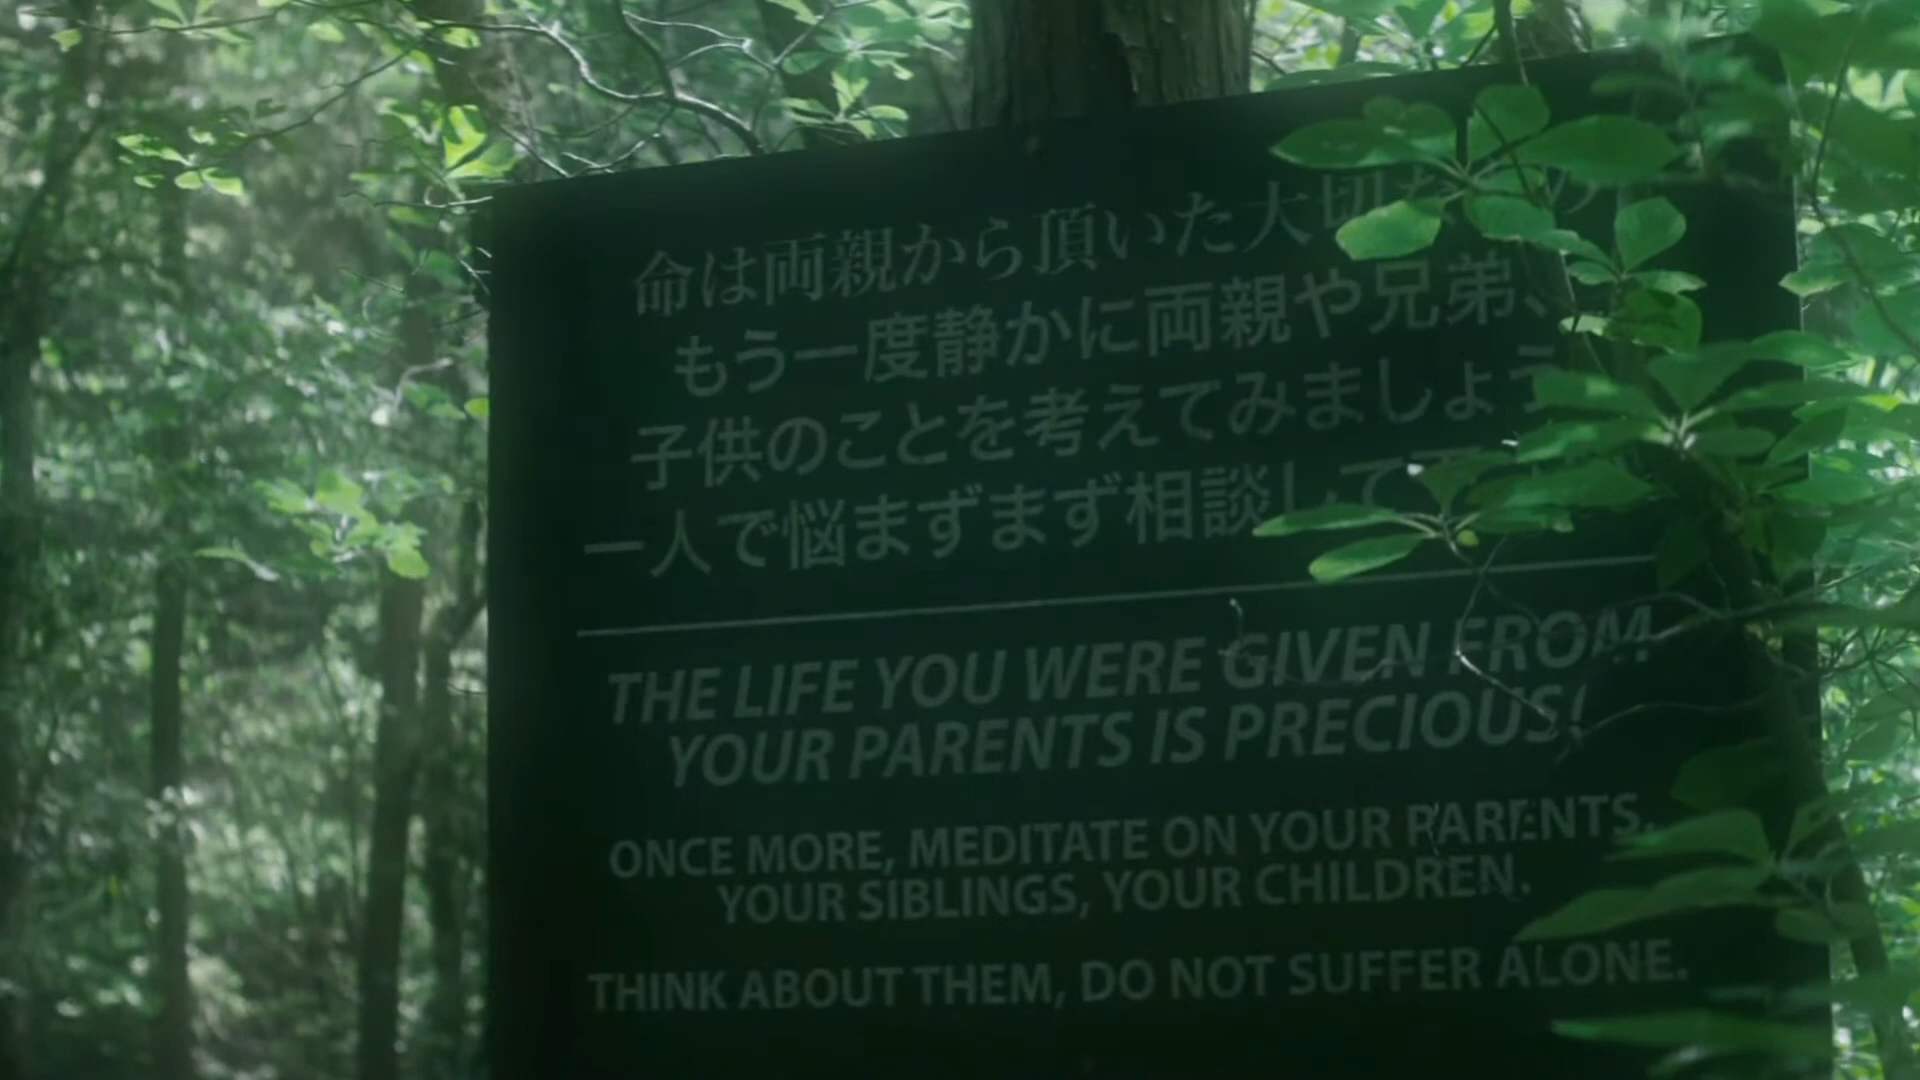 命は両親から頂いた大切な
もう一度静かに両親や兄弟、
子供のことを考えてみましょう
一人で悩まずまず相談して
THE LIFE YOU WERE GIVEN FROM
YOUR PARENTS IS PRECIOUS!
ONCE MORE, MEDITATE ON YOUR PARENTS,
YOUR SIBLINGS, YOUR CHILDREN.
THINK ABOUT THEM, DO NOT SUFFER ALONE.